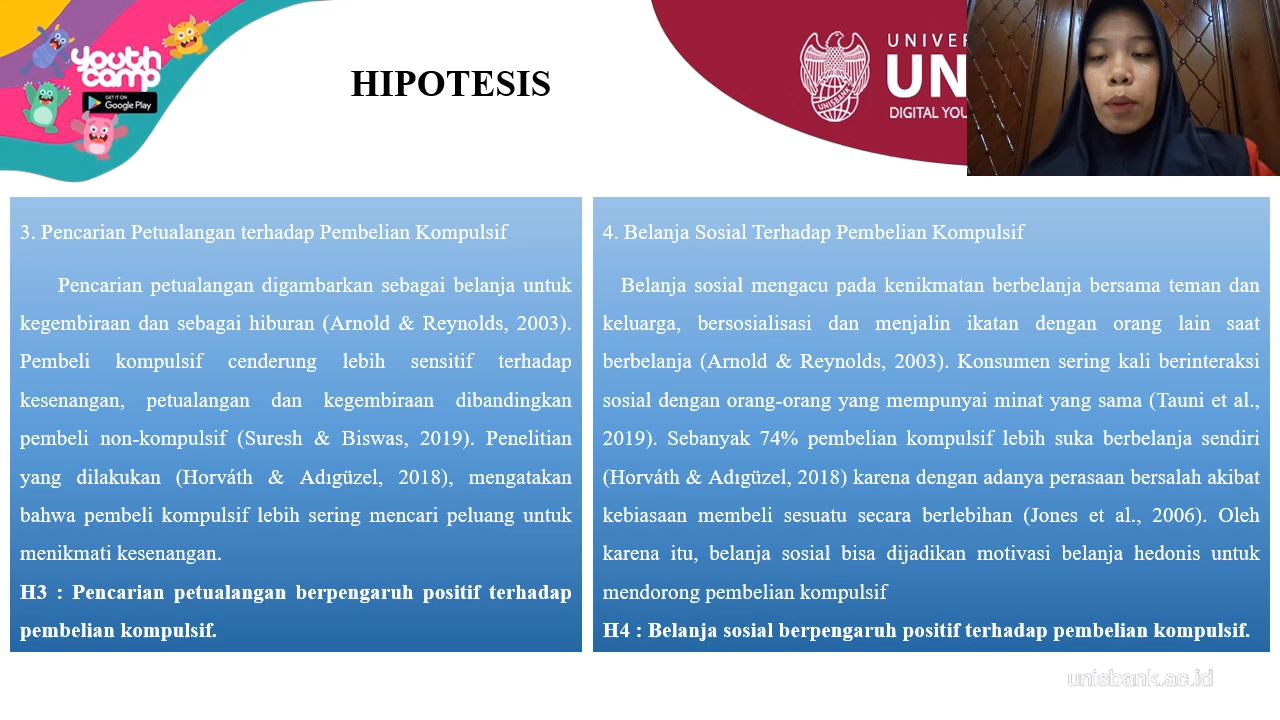 youth
camp
GET IT ON
Google Play
HIPOTESIS
UNISBANK
DIGITAL YOU
3. Pencarian Petualangan terhadap Pembelian Kompulsif
Pencarian petualangan digambarkan sebagai belanja untuk
kegembiraan dan sebagai hiburan (Arnold & Reynolds, 2003).
Pembeli kompulsif cenderung lebih sensitif terhadap
kesenangan, petualangan dan kegembiraan dibandingkan
pembeli non-kompulsif (Suresh & Biswas, 2019). Penelitian
yang dilakukan (Horváth & Adıgüzel, 2018), mengatakan
bahwa pembeli kompulsif lebih sering mencari peluang untuk
menikmati kesenangan.
H3 : Pencarian petualangan berpengaruh positif terhadap
pembelian kompulsif.
4. Belanja Sosial Terhadap Pembelian Kompulsif
Belanja sosial mengacu pada kenikmatan berbelanja bersama teman dan
keluarga, bersosialisasi dan menjalin ikatan dengan orang lain saat
berbelanja (Arnold & Reynolds, 2003). Konsumen sering kali berinteraksi
sosial dengan orang-orang yang mempunyai minat yang sama (Tauni et al.,
2019). Sebanyak 74% pembelian kompulsif lebih suka berbelanja sendiri
(Horváth & Adıgüzel, 2018) karena dengan adanya perasaan bersalah akibat
kebiasaan membeli sesuatu secara berlebihan (Jones et al., 2006). Oleh
karena itu, belanja sosial bisa dijadikan motivasi belanja hedonis untuk
mendorong pembelian kompulsif
H4 : Belanja sosial berpengaruh positif terhadap pembelian kompulsif.
unisbank.ac.id